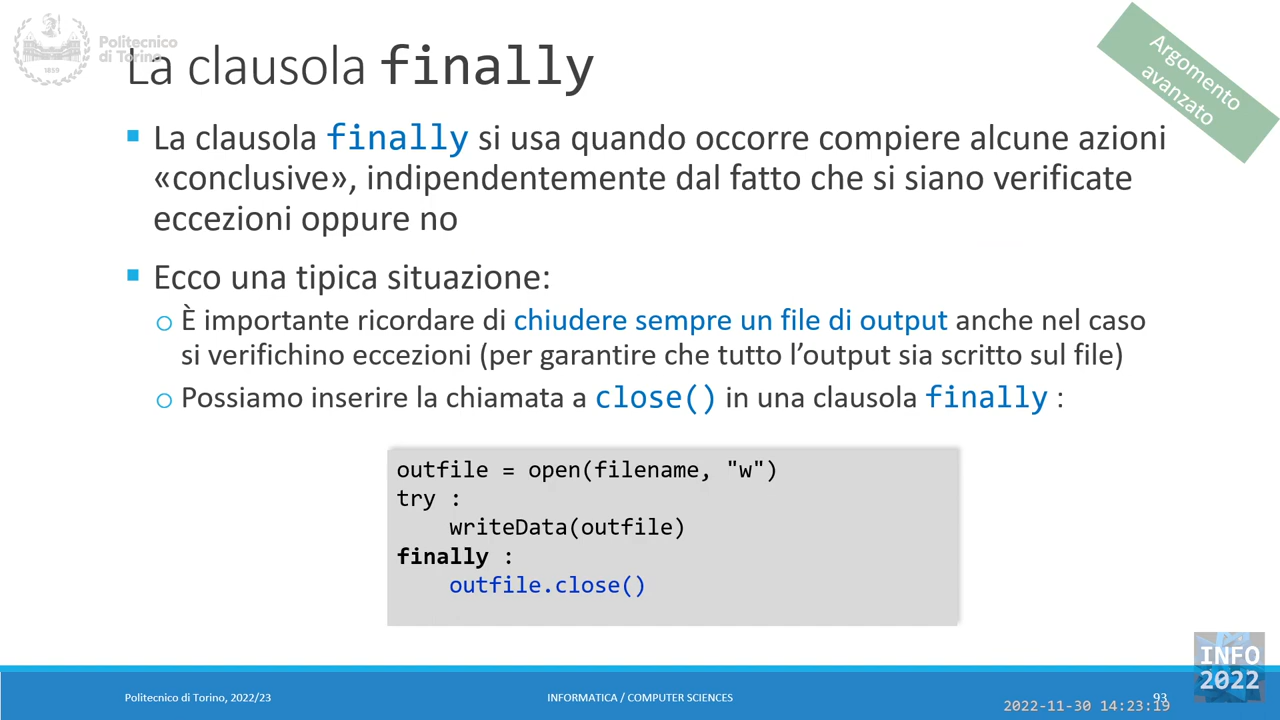 Politecnico
di Torino
1859
La clausola finally
Argomento
avanzato
▪ La clausola finally si usa quando occorre compiere alcune azioni
«conclusive», indipendentemente dal fatto che si siano verificate
eccezioni oppure no
▪ Ecco una tipica situazione:
o È importante ricordare di chiudere sempre un file di output anche nel caso
si verifichino eccezioni (per garantire che tutto l’output sia scritto sul file)
o Possiamo inserire la chiamata a close() in una clausola finally :
outfile = open(filename, "w")
try :
    writeData(outfile)
finally :
    outfile.close()
INFO
2022
Politecnico di Torino, 2022/23
INFORMATICA / COMPUTER SCIENCES
93
2022-11-30 14:23:19